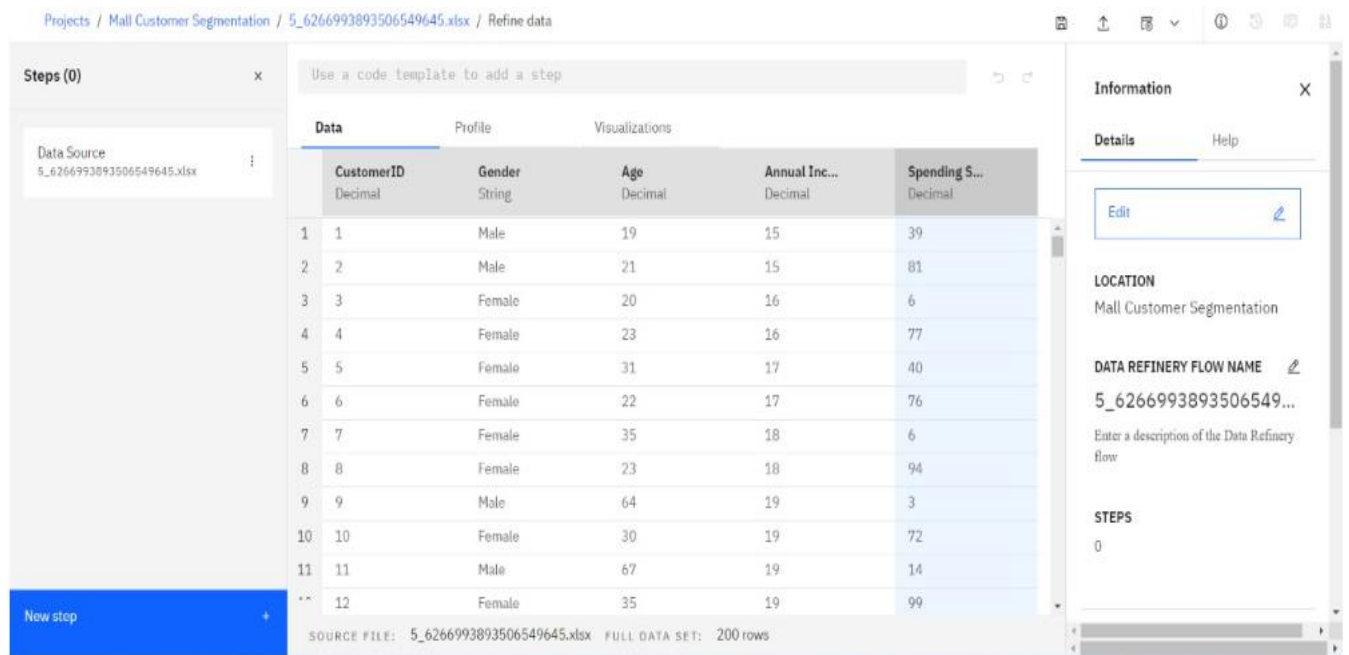 Projects / Mall Customer Segmentation / 5_6266993893506549645.xlsx / Refine data
Steps (0)
Data Source
5_6266993893506549645.xlsx
New step +
Use a code template to add a step
Data Profile Visualizations
CustomerID Gender Age Annual Inc... Spending S...
Decimal String Decimal Decimal Decimal
1 1 Male 19 15 39
2 2 Male 21 15 81
3 3 Female 20 16 6
4 4 Female 23 16 77
5 5 Female 31 17 40
6 6 Female 22 17 76
7 7 Female 35 18 6
8 8 Female 23 18 94
9 9 Male 64 19 3
10 10 Female 30 19 72
11 11 Male 67 19 14
12 Female 35 19 99
SOURCE FILE: 5_6266993893506549645.xlsx FULL DATA SET: 200 rows
Information
Details Help
Edit
LOCATION
Mall Customer Segmentation
DATA REFINERY FLOW NAME
5_6266993893506549...
Enter a description of the Data Refinery
flow
STEPS
0